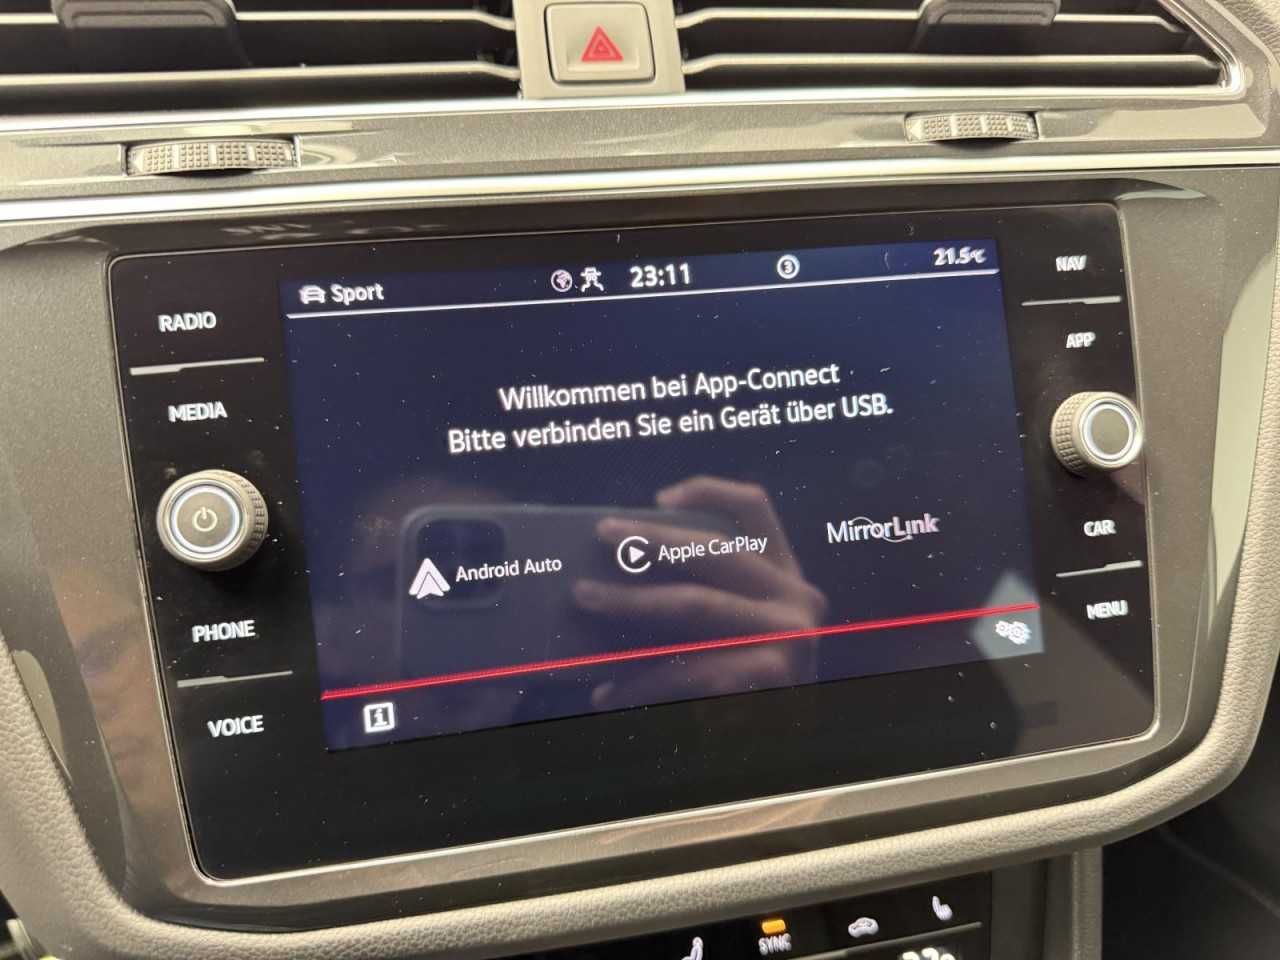 Sport
23:11
3
21.5°C
RADIO
MEDIA
PHONE
VOICE
Willkommen bei App-Connect
Bitte verbinden Sie ein Gerät über USB.
Android Auto
Apple CarPlay
MirrorLink
i
NAV
APP
CAR
MENU
SYNC